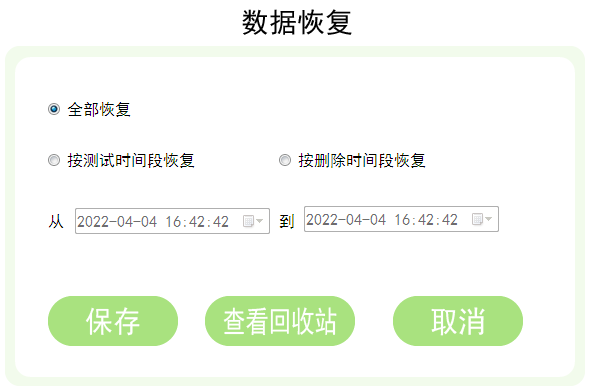 数据恢复
全部恢复
按测试时间段恢复 按删除时间段恢复
从 2022-04-04 16:42:42 到 2022-04-04 16:42:42
保存 查看回收站 取消